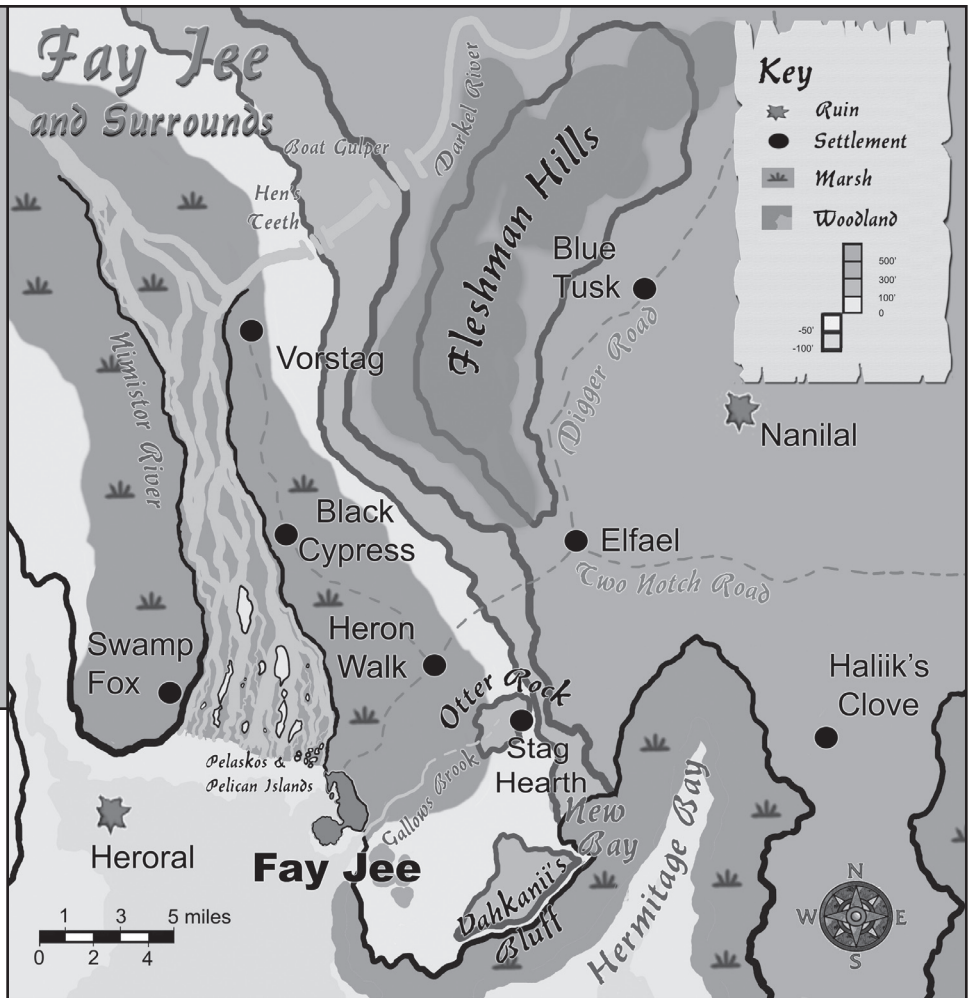 Fay Jee
and Surrounds
Key
Ruin
Settlement
Marsh
Woodland
500'
300'
100'
0
-50'
-100'
Boat Gulper
Darkel River
Hen's
Teeth
Fleshman Hills
Blue
Tusk
Vorstag
Nimistor River
Digger Road
Nanilal
Black
Cypress
Elfael
Two Notch Road
Swamp
Fox
Heron
Walk
Otter Rock
Haliik's
Clove
Stag
Hearth
Pelaskos &
Pelican Islands
Gallows Brook
New
Bay
Hermitage Bay
Heroral
Fay Jee
Vahkanii's
Bluff
1 3 5 miles
0 2 4
N
W E
S